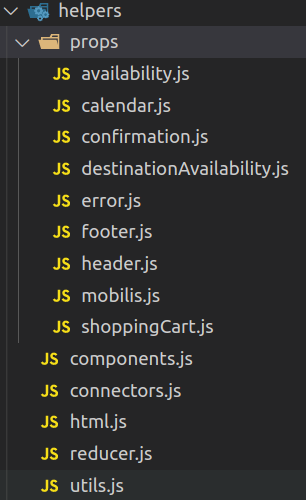 helpers
props
JS availability.js
JS calendar.js
JS confirmation.js
JS destinationAvailability.js
JS error.js
JS footer.js
JS header.js
JS mobilis.js
JS shoppingCart.js
JS components.js
JS connectors.js
JS html.js
JS reducer.js
JS utils.js